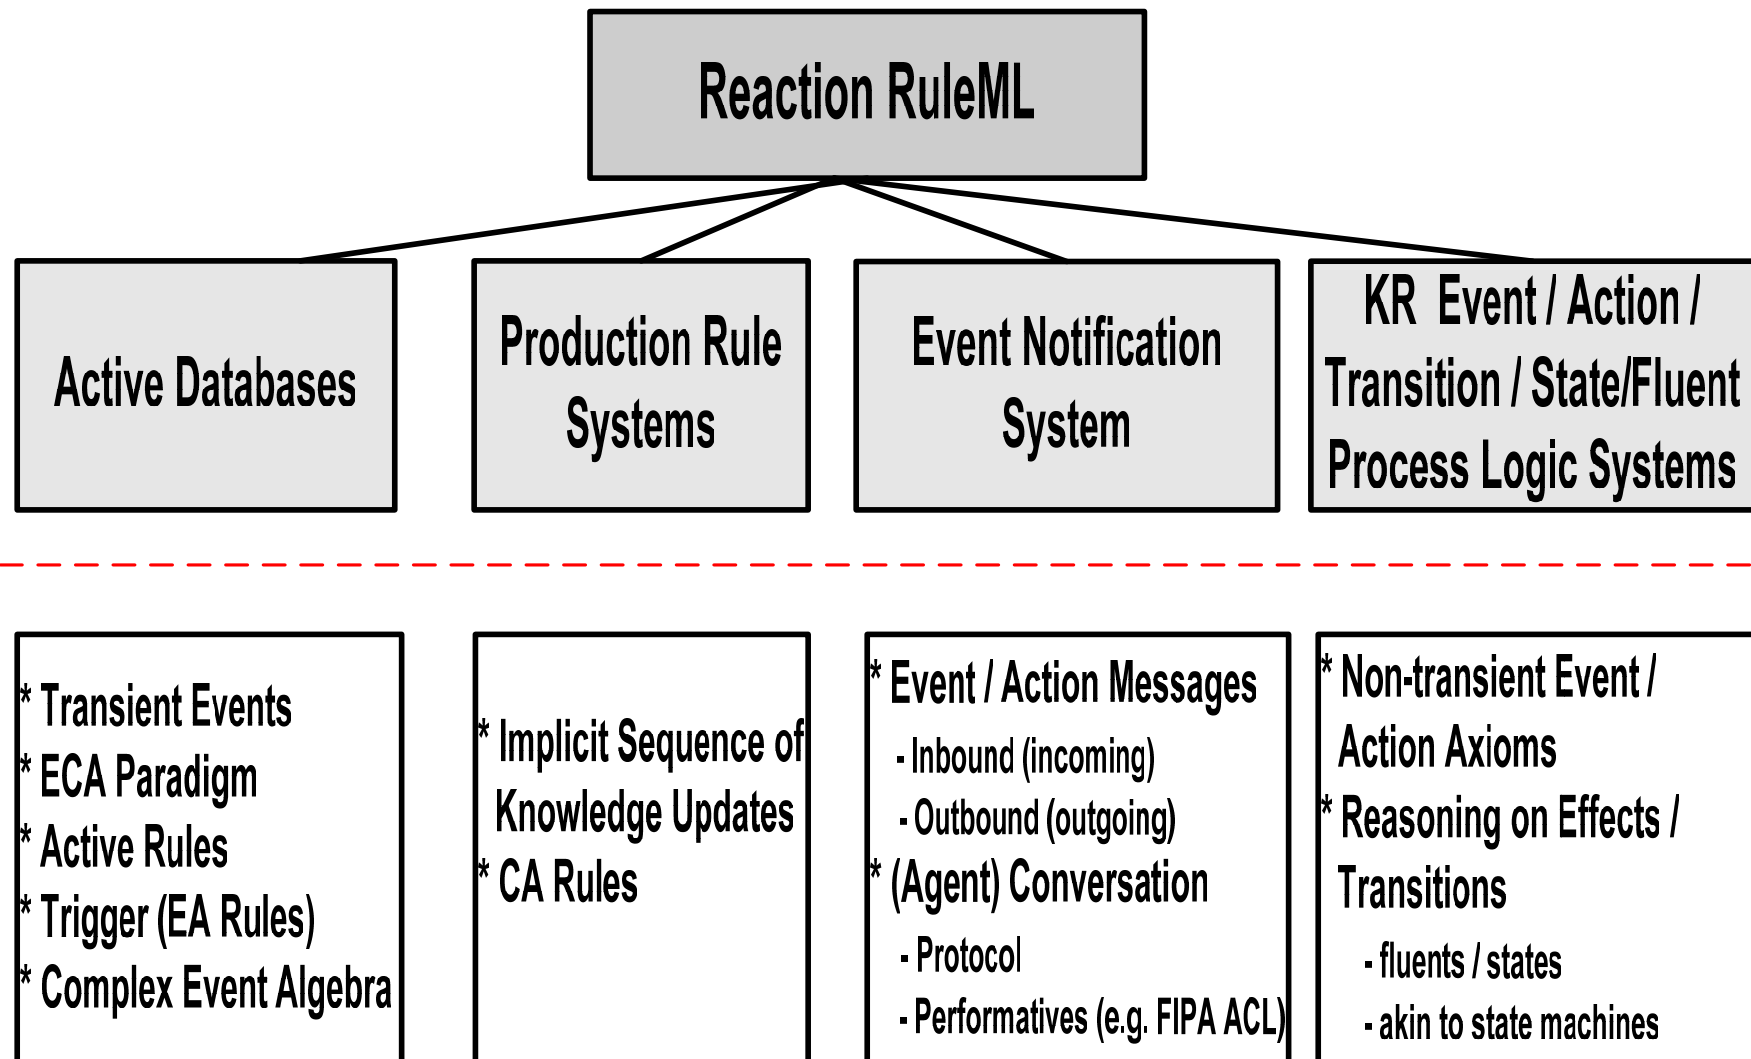 Reaction RuleML
Active Databases
Production Rule
Systems
Event Notification
System
KR Event / Action /
Transition / State/Fluent
Process Logic Systems
* Transient Events
* ECA Paradigm
* Active Rules
* Trigger (EA Rules)
* Complex Event Algebra
* Implicit Sequence of
Knowledge Updates
* CA Rules
* Event / Action Messages
- Inbound (incoming)
- Outbound (outgoing)
* (Agent) Conversation
- Protocol
- Performatives (e.g. FIPA ACL)
* Non-transient Event /
Action Axioms
* Reasoning on Effects /
Transitions
- fluents / states
- akin to state machines